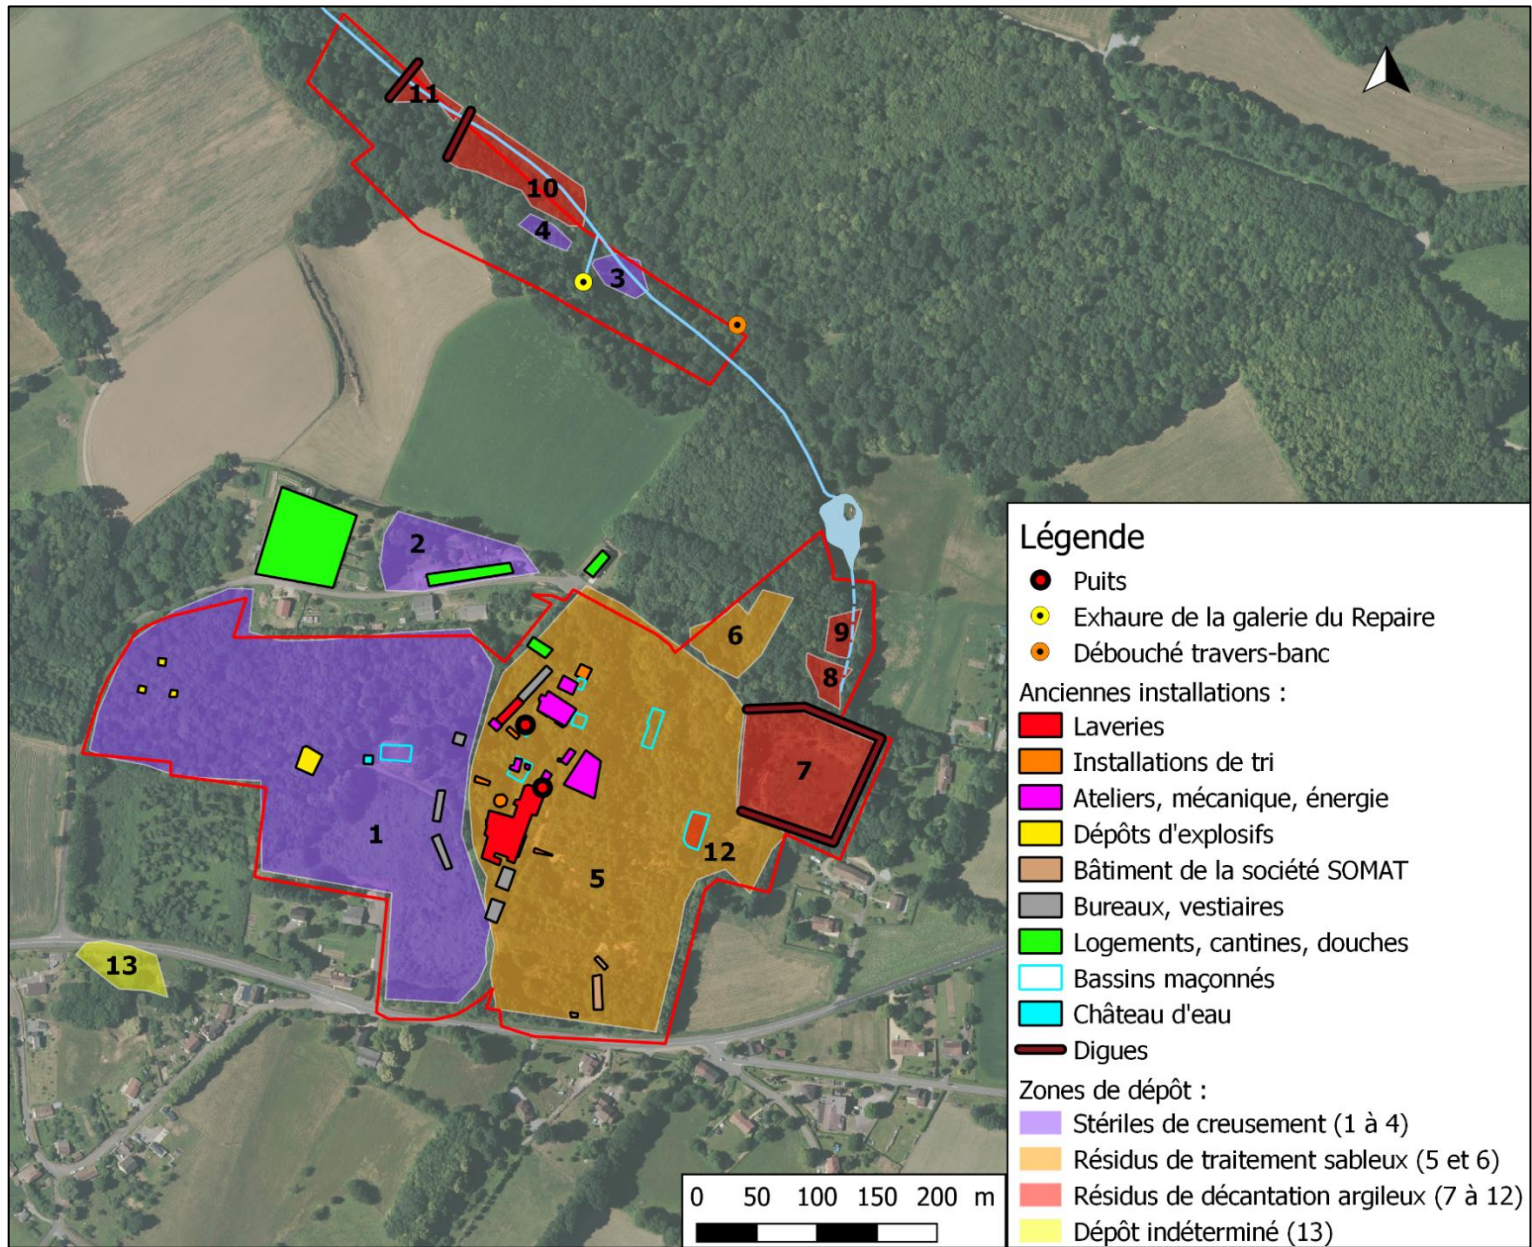 11
10
4
3
2
6
9
8
7
1
12
5
13
Légende
Puits
Exhaure de la galerie du Repaire
Débouché travers-banc
Anciennes installations :
Laveries
Installations de tri
Ateliers, mécanique, énergie
Dépôts d'explosifs
Bâtiment de la société SOMAT
Bureaux, vestiaires
Logements, cantines, douches
Bassins maçonnés
Château d'eau
Digues
Zones de dépôt :
Stériles de creusement (1 à 4)
Résidus de traitement sableux (5 et 6)
Résidus de décantation argileux (7 à 12)
Dépôt indéterminé (13)
0 50 100 150 200 m